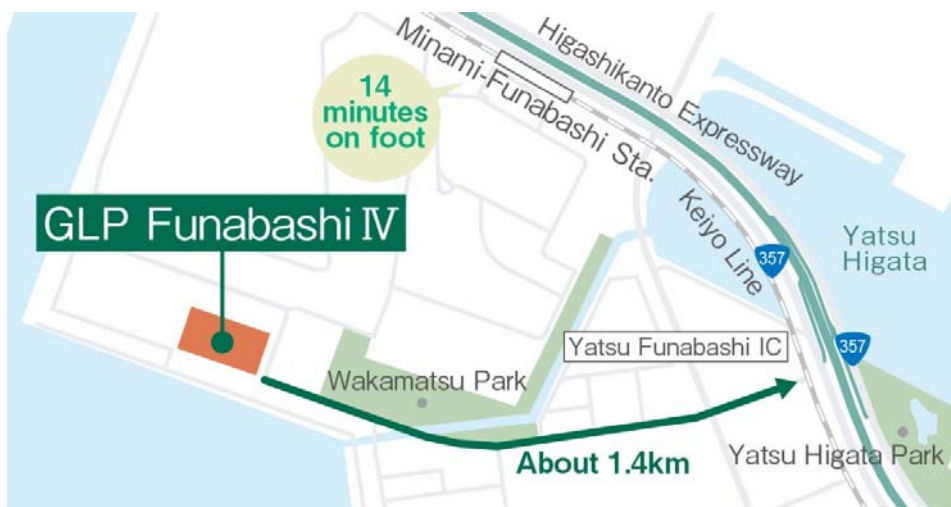 14
minutes
on foot
Minami-Funabashi Sta.
Higashikanto Expressway
GLP Funabashi Ⅳ
Keiyo Line
357
Yatsu
Higata
Yatsu Funabashi IC
357
Wakamatsu Park
About 1.4km
Yatsu Higata Park